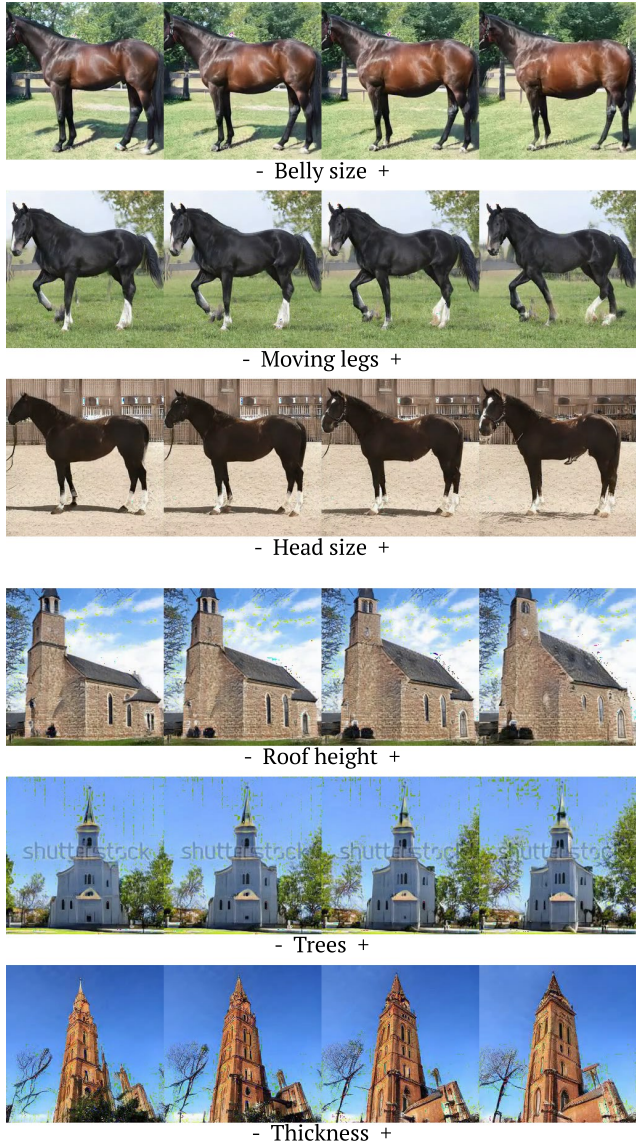 - Belly size +
- Moving legs +
- Head size +
- Roof height +
shutterstock shutterstock shutterstock shutterstock
- Trees +
- Thickness +